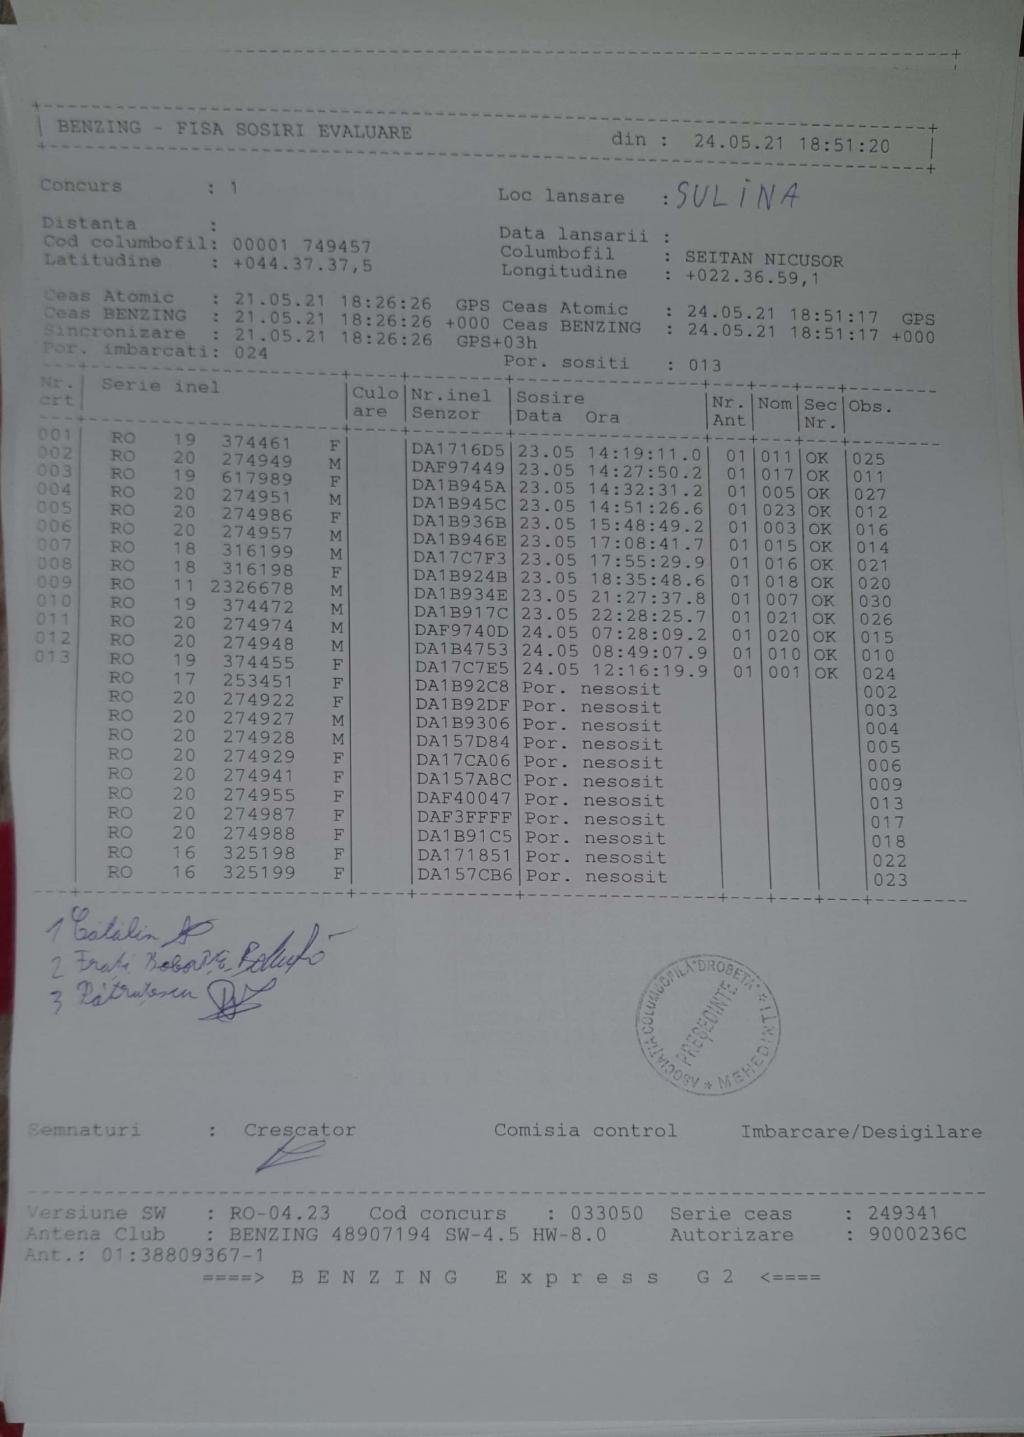 BENZING - FISA SOSIRI EVALUARE din : 24.05.21 18:51:20
Concurs : 1 Loc lansare : SULINA
Distanta : Data lansarii :
Cod columbofil: 00001 749457 Columbofil : SEITAN NICUSOR
Latitudine : +044.37.37,5 Longitudine : +022.36.59,1
Ceas Atomic : 21.05.21 18:26:26 GPS Ceas Atomic : 24.05.21 18:51:17 GPS
Ceas BENZING : 21.05.21 18:26:26 +000 Ceas BENZING : 24.05.21 18:51:17 +000
Sincronizare : 21.05.21 18:26:26 GPS+03h
Por. imbarcati: 024 Por. sositi : 013
Nr. Serie inel Culo Nr.inel Sosire Nr. Nom Sec Obs.
crt are Senzor Data Ora Ant Nr.
001 RO 19 374461 F DA1716D5 23.05 14:19:11.0 01 011 OK 025
002 RO 20 274949 M DAF97449 23.05 14:27:50.2 01 017 OK 011
003 RO 19 617989 F DA1B945A 23.05 14:32:31.2 01 005 OK 027
004 RO 20 274951 M DA1B945C 23.05 14:51:26.6 01 023 OK 012
005 RO 20 274986 F DA1B936B 23.05 15:48:49.2 01 003 OK 016
006 RO 20 274957 M DA1B946E 23.05 17:08:41.7 01 015 OK 014
007 RO 18 316199 M DA17C7F3 23.05 17:55:29.9 01 016 OK 021
008 RO 18 316198 F DA1B924B 23.05 18:35:48.6 01 018 OK 020
009 RO 11 2326678 M DA1B934E 23.05 21:27:37.8 01 007 OK 030
010 RO 19 374472 M DA1B917C 23.05 22:28:25.7 01 021 OK 026
011 RO 20 274974 M DAF9740D 24.05 07:28:09.2 01 020 OK 015
012 RO 20 274948 M DA1B4753 24.05 08:49:07.9 01 010 OK 010
013 RO 19 374455 F DA17C7E5 24.05 12:16:19.9 01 001 OK 024
RO 17 253451 F DA1B92C8 Por. nesosit 002
RO 20 274922 F DA1B92DF Por. nesosit 003
RO 20 274927 M DA1B9306 Por. nesosit 004
RO 20 274928 M DA157D84 Por. nesosit 005
RO 20 274929 F DA17CA06 Por. nesosit 006
RO 20 274941 F DA157A8C Por. nesosit 009
RO 20 274955 F DAF40047 Por. nesosit 013
RO 20 274987 F DAF3FFFF Por. nesosit 017
RO 20 274988 F DA1B91C5 Por. nesosit 018
RO 16 325198 F DA171851 Por. nesosit 022
RO 16 325199 F DA157CB6 Por. nesosit 023
1 Cătălin
2
3 Pătrutescu
ASOCIAŢIA COLUMBOFILĂ "DROBETA" * MEHEDINŢI *
PREŞEDINTE
Semnaturi : Crescator Comisia control Imbarcare/Desigilare
Versiune SW : RO-04.23 Cod concurs : 033050 Serie ceas : 249341
Antena Club : BENZING 48907194 SW-4.5 HW-8.0 Autorizare : 9000236C
Ant.: 01:38809367-1
====> B E N Z I N G E x p r e s s G 2 <====